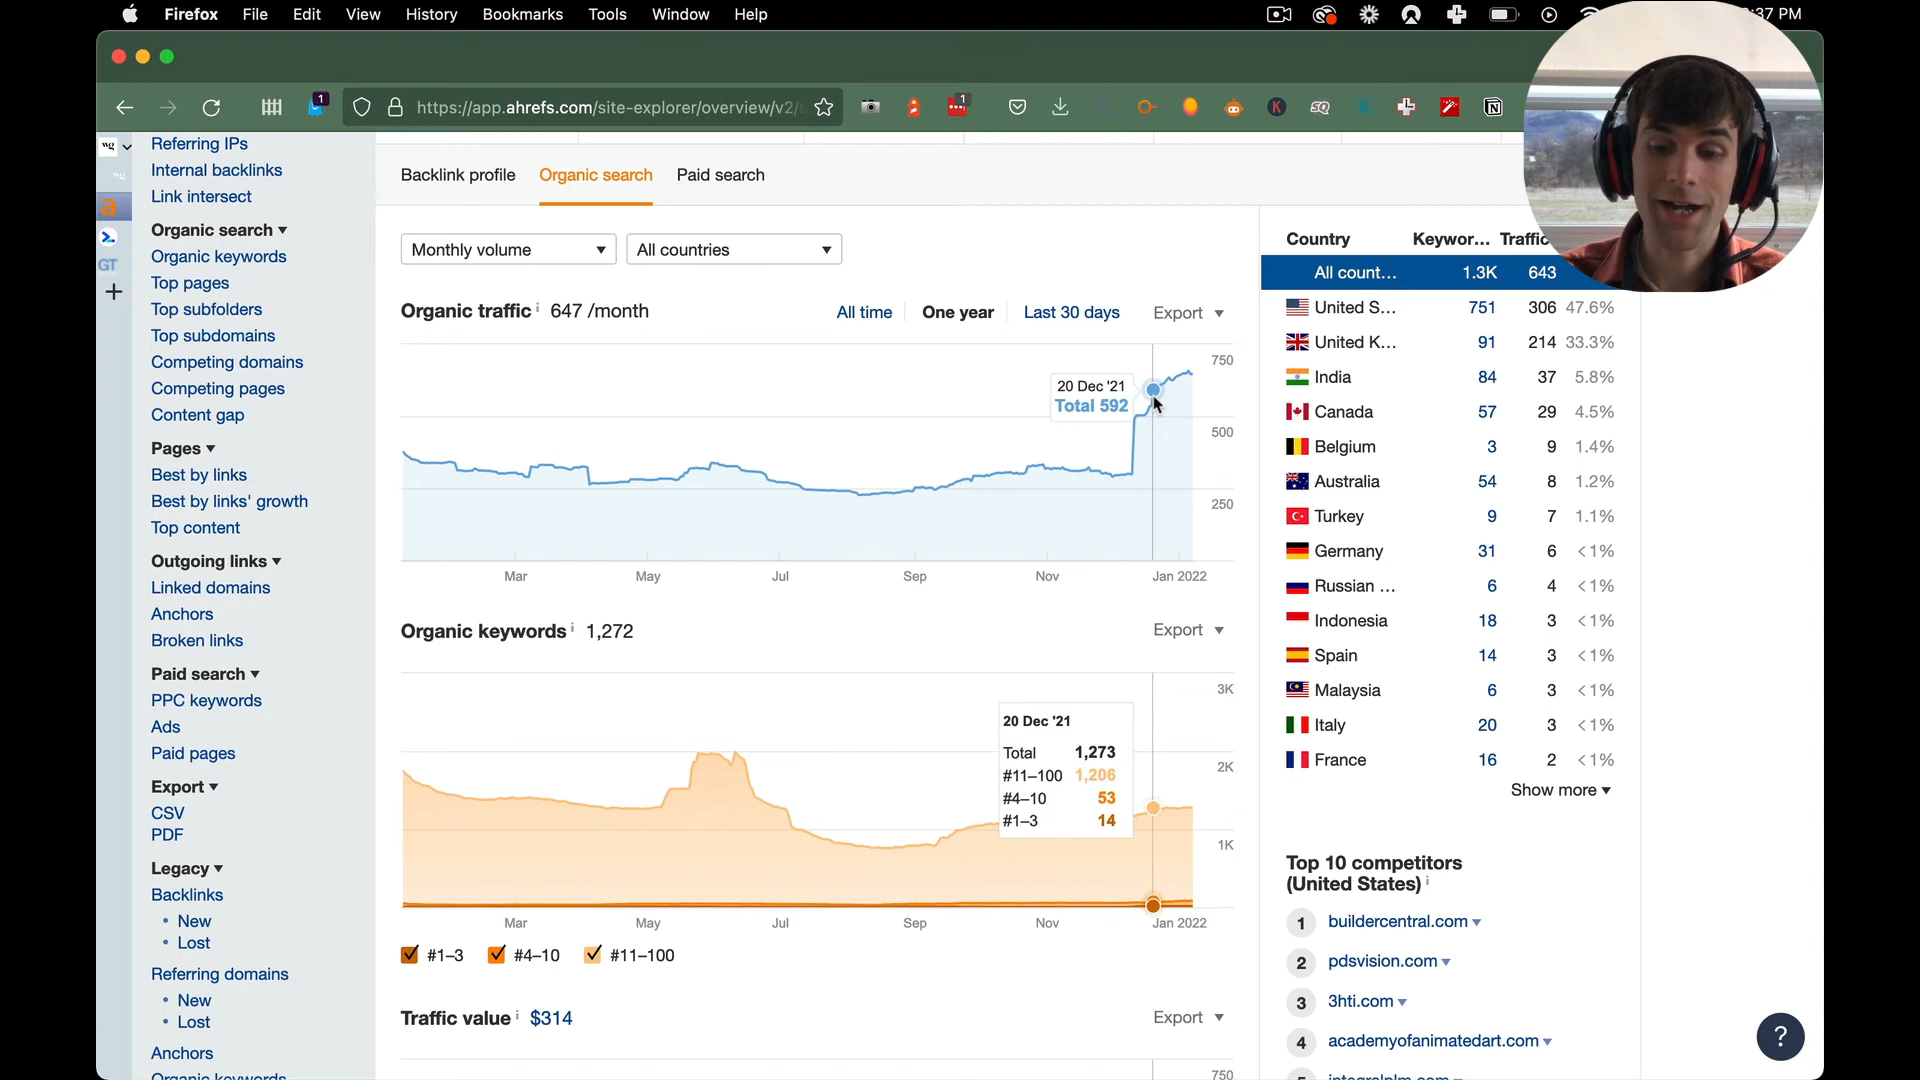 Firefox File Edit View History Bookmarks Tools Window Help
:37 PM
1
https://app.ahrefs.com/site-explorer/overview/v2/s
1
Referring IPs
Internal backlinks
Link intersect
Organic search ▾
Organic keywords
Top pages
Top subfolders
Top subdomains
Competing domains
Competing pages
Content gap
Pages ▾
Best by links
Best by links' growth
Top content
Outgoing links ▾
Linked domains
Anchors
Broken links
Paid search ▾
PPC keywords
Ads
Paid pages
Export ▾
CSV
PDF
Legacy ▾
Backlinks
• New
• Lost
Referring domains
• New
• Lost
Anchors
Organic keywords
GT
Backlink profile Organic search Paid search
Monthly volume ▾ All countries ▾
Organic traffic i 647 /month
All time One year Last 30 days Export ▾
750
500
250
20 Dec '21
Total 592
Mar May Jul Sep Nov Jan 2022
Organic keywords i 1,272
Export ▾
3K
2K
1K
20 Dec '21
Total 1,273
#11–100 1,206
#4–10 53
#1–3 14
Mar May Jul Sep Nov Jan 2022
#1–3 #4–10 #11–100
Traffic value i $314
Export ▾
750
Country Keywor... Traffic
All count... 1.3K 643
United S... 751 306 47.6%
United K... 91 214 33.3%
India 84 37 5.8%
Canada 57 29 4.5%
Belgium 3 9 1.4%
Australia 54 8 1.2%
Turkey 9 7 1.1%
Germany 31 6 <1%
Russian ... 6 4 <1%
Indonesia 18 3 <1%
Spain 14 3 <1%
Malaysia 6 3 <1%
Italy 20 3 <1%
France 16 2 <1%
Show more ▾
Top 10 competitors
(United States) i
1 buildercentral.com ▾
2 pdsvision.com ▾
3 3hti.com ▾
4 academyofanimatedart.com ▾
5 integralplm.com
?